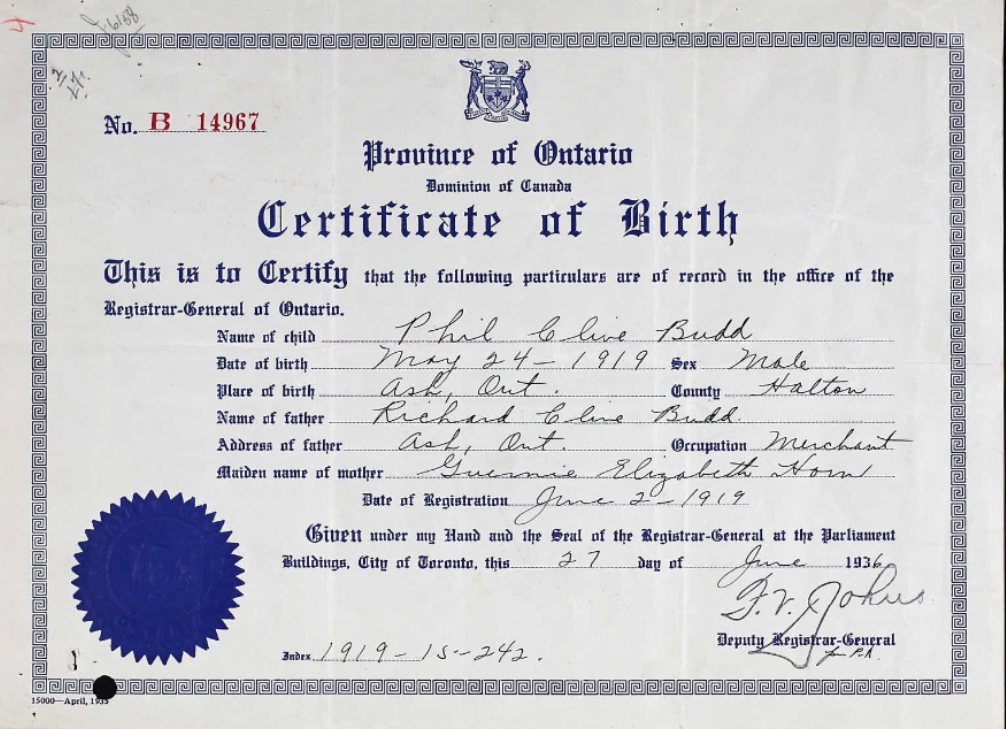 4
No. B 14967
Province of Ontario
Dominion of Canada
Certificate of Birth
This is to Certify that the following particulars are of record in the office of the
Registrar-General of Ontario.
Name of child Phil Clive Budd
Date of birth May 24 - 1919 Sex Male
Place of birth Ash, Ont. County Halton
Name of father Richard Clive Budd
Address of father Ash, Ont. Occupation Merchant
Maiden name of mother Elizabeth Horn
Date of Registration June 2 - 1919
Given under my Hand and the Seal of the Registrar-General at the Parliament
Buildings, City of Toronto, this 27 day of June 1936
F. V. Johns
Deputy Registrar-General
Index 1919 - 15 - 242.
15000—April, 1935